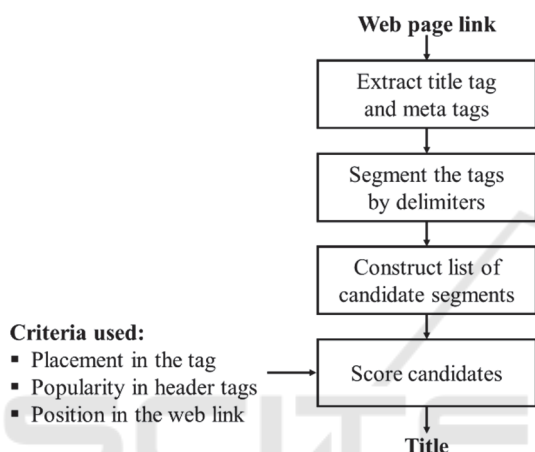 Web page link
Extract title tag
and meta tags
Segment the tags
by delimiters
Construct list of
candidate segments
Criteria used:
▪ Placement in the tag
▪ Popularity in header tags
▪ Position in the web link
Score candidates
Title